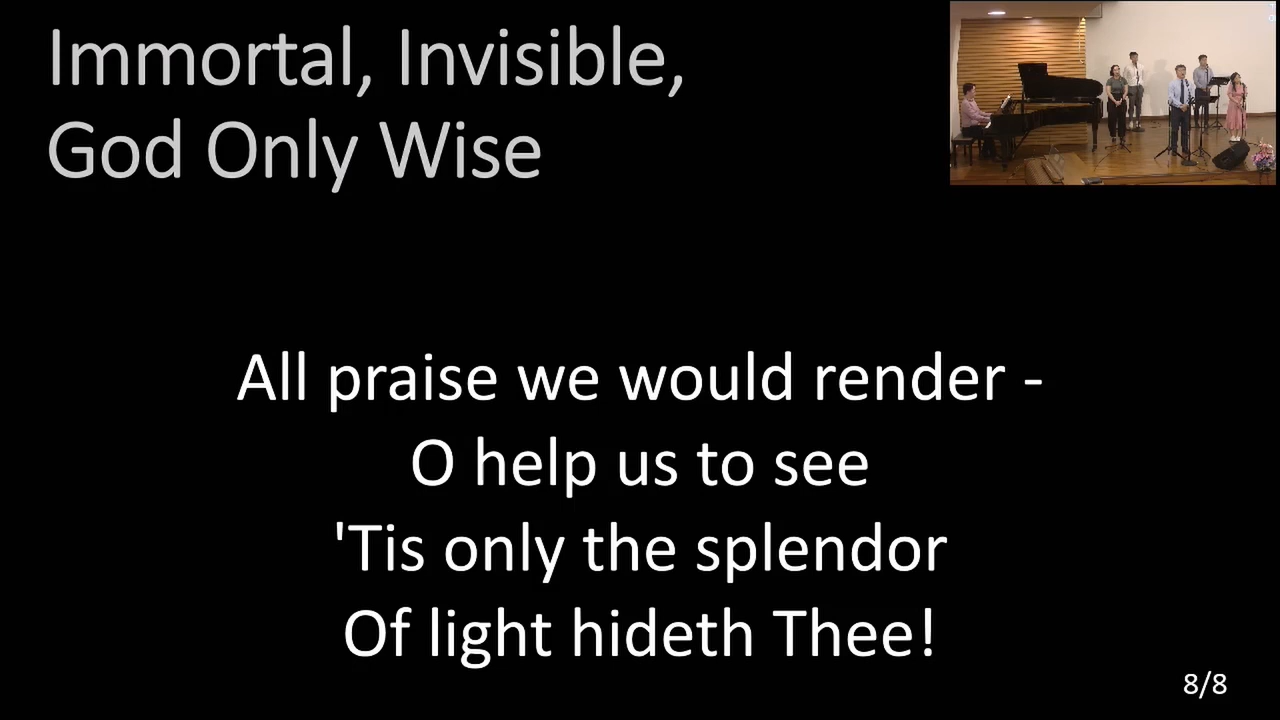 Immortal, Invisible,
God Only Wise
All praise we would render -
O help us to see
'Tis only the splendor
Of light hideth Thee!
8/8